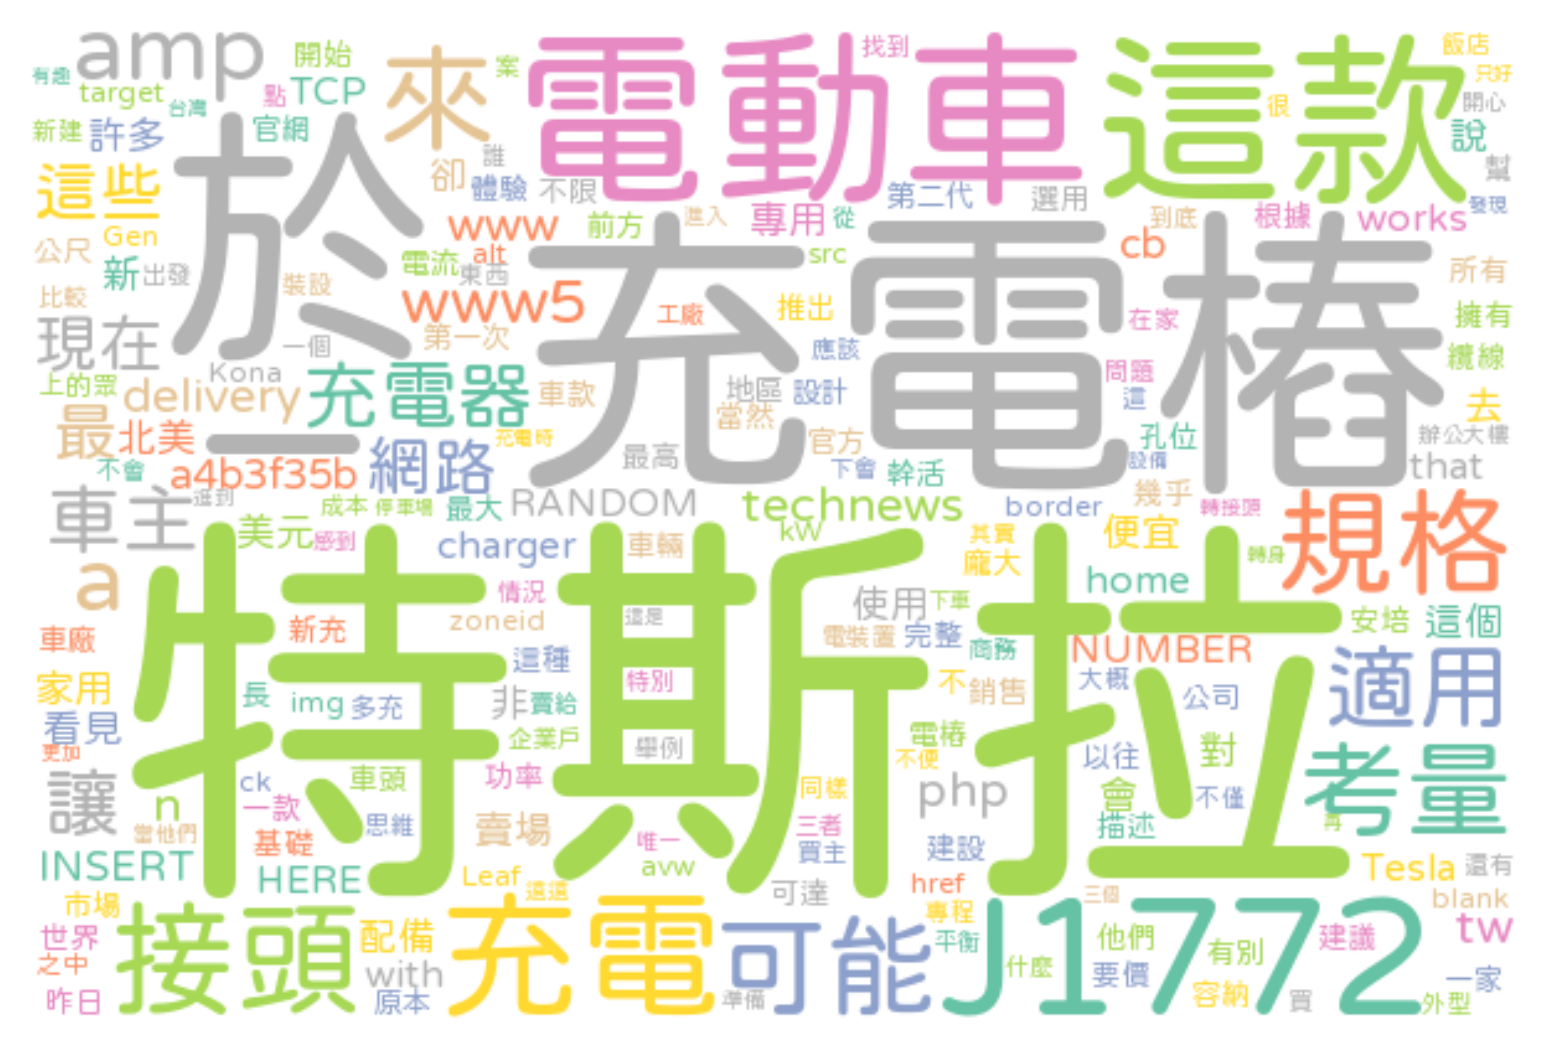 有趣 amp 開始 來 案 電動車 找到 這款 飯店
target 點 TCP 很 只好
台灣 開心
新建 許多 官網 說
誰 幫
這些 於 卻 體驗 不限 第二代 選用
公尺 Gen www 前方 進入 專用 從 到底 根據 works 發現
新 出發 電流 alt 東西 充電樁 src cb 所有
比較 裝設 www5 工廠 推出 在家 擁有
現在 一個 第一次 應該 纜線
上的眾 Kona 充電器 車款 地區 設計 問題 這 去
delivery 當然
最 北美 一 網路 充電時 官方 孔位 辦公大樓
不會 a4b3f35b 最高 下會 幹活 設備 that
車主 進到 成本 停車場 最大 RANDOM technews border 幾乎 轉接頭 規格
美元 感到 charger 車輛 kW 其實 便宜
a 特斯拉 情況 龐大 home 轉身
車廠 新充 zoneid 這是 使用 下車 安培 這個
這種 電裝置 完整 商務 NUMBER
家用 長 img 多充 非 賣給 特別 不 銷售 大概 公司 適用
看見 企業戶 舉例 電樁 以往 對
更加 ck 車頭 功率 同樣 不便 php 會 不僅 考量
讓 n 一款 思維 賣場 三者 描述 再
當他們 基礎 唯一 買主 建設
INSERT HERE Leaf 這這 avw 可達 href 三個 Tesla 還有
市場 接頭 配備 充電 可能 專程 J1772 blank
世界 平衡 他們 有別 建議 tw
之中 with 什麼 要價 一家
昨日 原本 準備 容納 買 外型